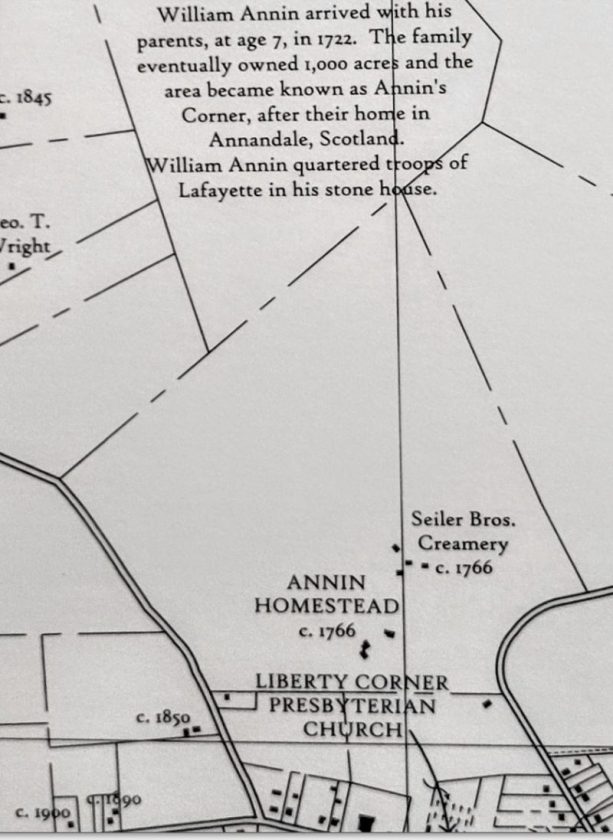 William Annin arrived with his
parents, at age 7, in 1722. The family
eventually owned 1,000 acres and the
area became known as Annin's
Corner, after their home in
Annandale, Scotland.
William Annin quartered troops of
Lafayette in his stone house.
c. 1845
eo. T.
Wright
Seiler Bros.
Creamery
c. 1766
ANNIN
HOMESTEAD
c. 1766
LIBERTY CORNER
PRESBYTERIAN
CHURCH
c. 1850
c. 1890
c. 1900